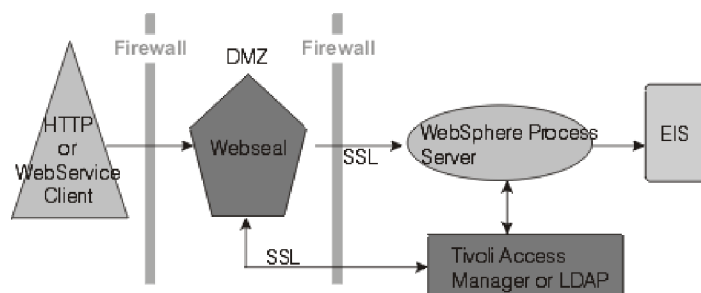 Firewall
DMZ
Firewall
HTTP
or
WebService
Client
Webseal
SSL
WebSphere Process
Server
EIS
SSL
Tivoli Access
Manager or LDAP